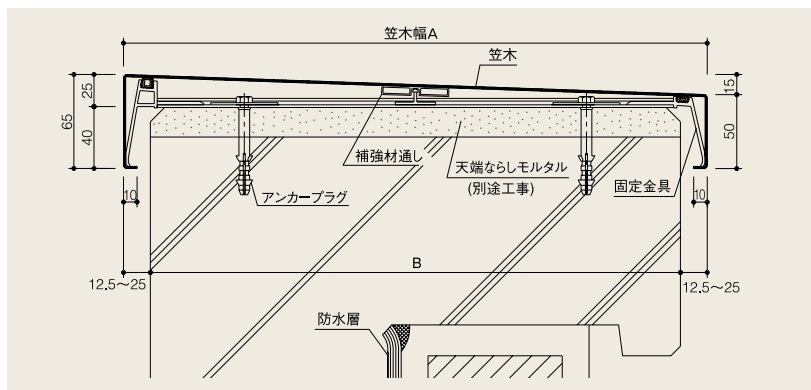 笠木幅A
笠木
25
65
40
15
50
補強材通し
天端ならしモルタル
(別途工事)
固定金具
アンカープラグ
10
10
B
12.5〜25
12.5〜25
防水層